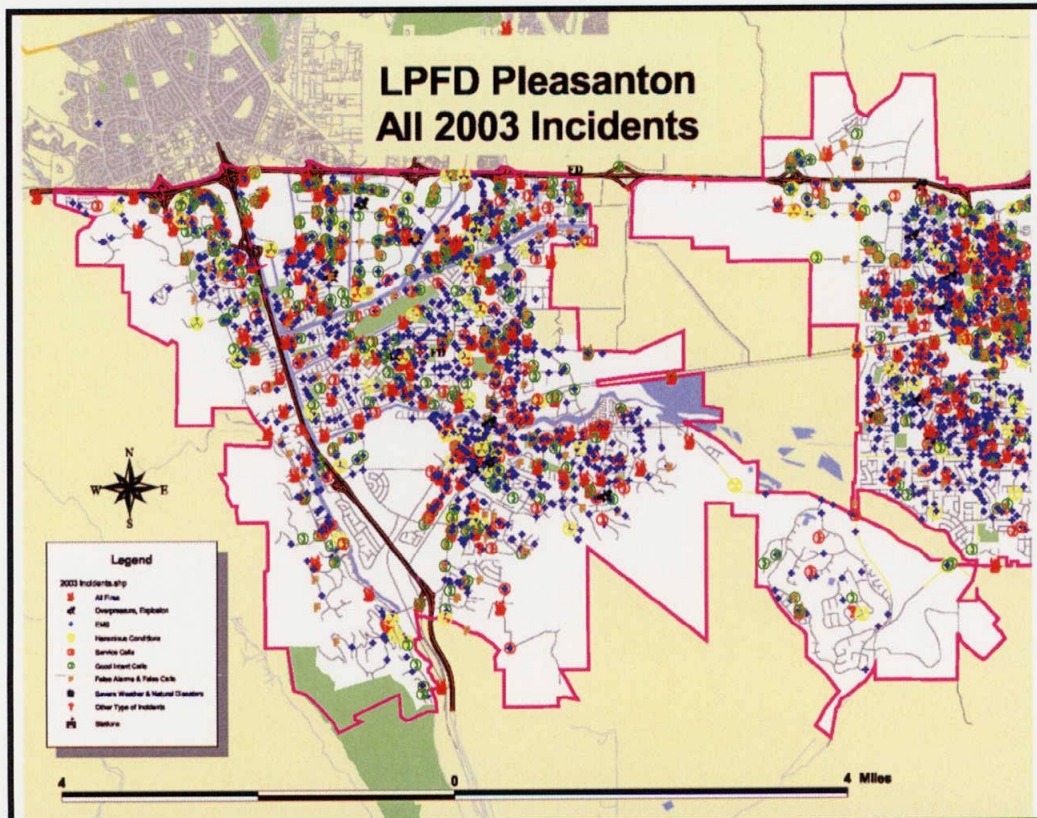 LPFD Pleasanton
All 2003 Incidents
N
W E
S
Legend
2003 Incidents.shp
All Fires
Overpressure, Explosion
EMS
Hazardous Conditions
Service Calls
Good Intent Calls
False Alarms & False Calls
Severe Weather & Natural Disasters
Other Type of Incidents
Stations
4 0 4 Miles